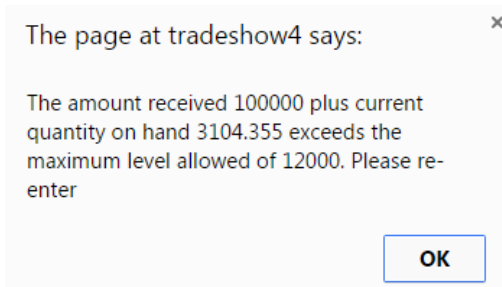 The page at tradeshow4 says:
The amount received 100000 plus current
quantity on hand 3104.355 exceeds the
maximum level allowed of 12000. Please re-
enter
OK